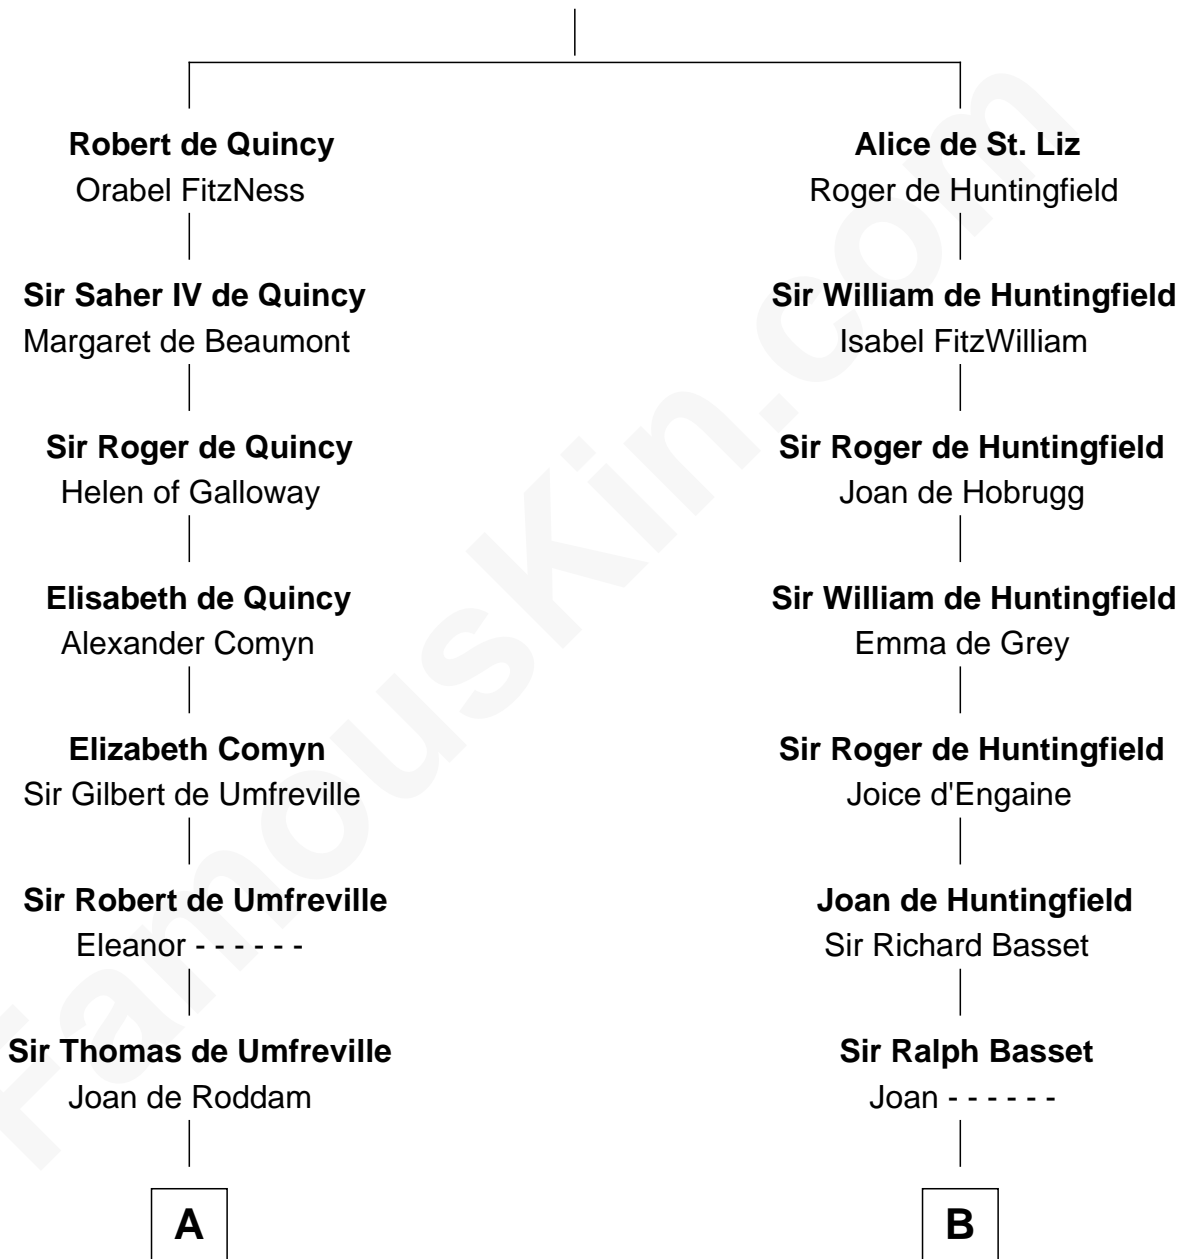 Robert de Quincy
Orabel FitzNess
Sir Saher IV de Quincy
Margaret de Beaumont
Sir Roger de Quincy
Helen of Galloway
Elisabeth de Quincy
Alexander Comyn
Elizabeth Comyn
Sir Gilbert de Umfreville
Sir Robert de Umfreville
Eleanor - - - - - -
Sir Thomas de Umfreville
Joan de Roddam
A
Alice de St. Liz
Roger de Huntingfield
Sir William de Huntingfield
Isabel FitzWilliam
Sir Roger de Huntingfield
Joan de Hobrugg
Sir William de Huntingfield
Emma de Grey
Sir Roger de Huntingfield
Joice d'Engaine
Joan de Huntingfield
Sir Richard Basset
Sir Ralph Basset
Joan - - - - - -
B
FamousKin.com